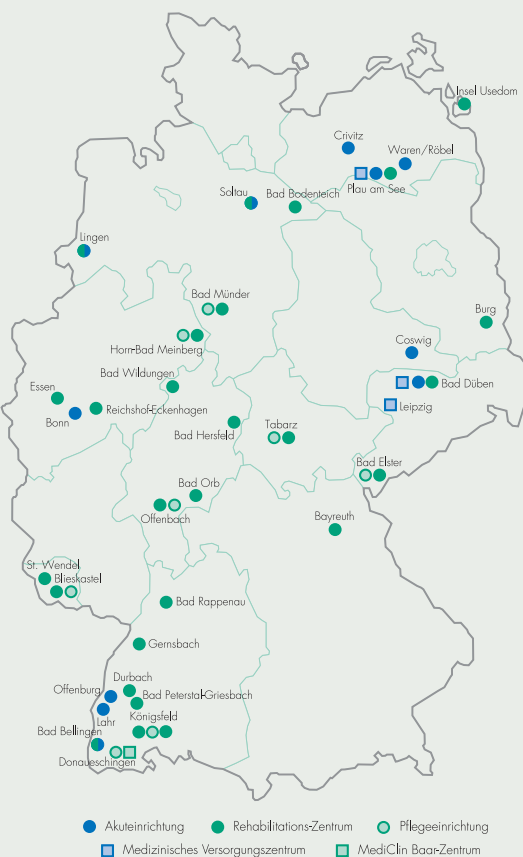 Insel Usedom
Crivitz
Waren/Röbel
Plau am See
Soltau
Bad Bodenteich
Lingen
Bad Münder
Burg
Horn-Bad Meinberg
Coswig
Bad Wildungen
Bad Düben
Essen
Leipzig
Reichshof-Eckenhagen
Bonn
Bad Hersfeld
Tabarz
Bad Elster
Bad Orb
Offenbach
Bayreuth
St. Wendel
Blieskastel
Bad Rappenau
Gernsbach
Durbach
Offenburg
Bad Peterstal-Griesbach
Lahr
Königsfeld
Bad Bellingen
Donaueschingen
Akuteinrichtung Rehabilitations-Zentrum Pflegeeinrichtung
Medizinisches Versorgungszentrum MediClin Baar-Zentrum